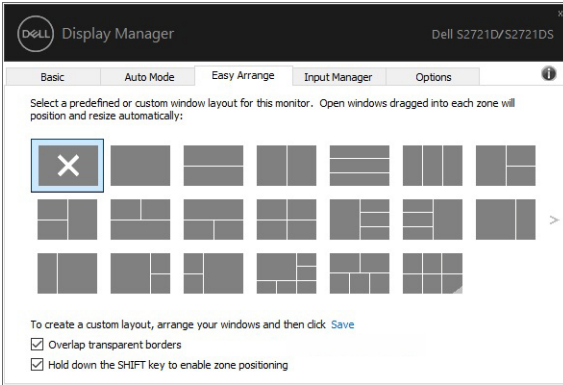 x
DELL Display Manager Dell S2721D/S2721DS
Basic Auto Mode Easy Arrange Input Manager Options i
Select a predefined or custom window layout for this monitor. Open windows dragged into each zone will
position and resize automatically:
>
To create a custom layout, arrange your windows and then click Save
Overlap transparent borders
Hold down the SHIFT key to enable zone positioning